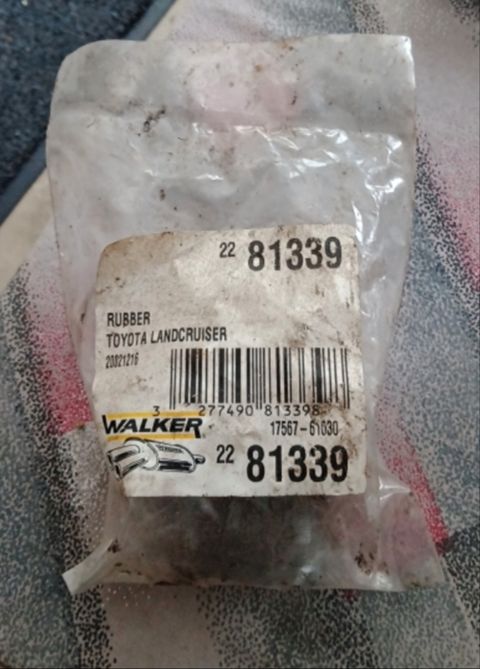 22 81339
RUBBER
TOYOTA LANDCRUISER
20021216
3 277490 813398
WALKER
17567-61030
22 81339